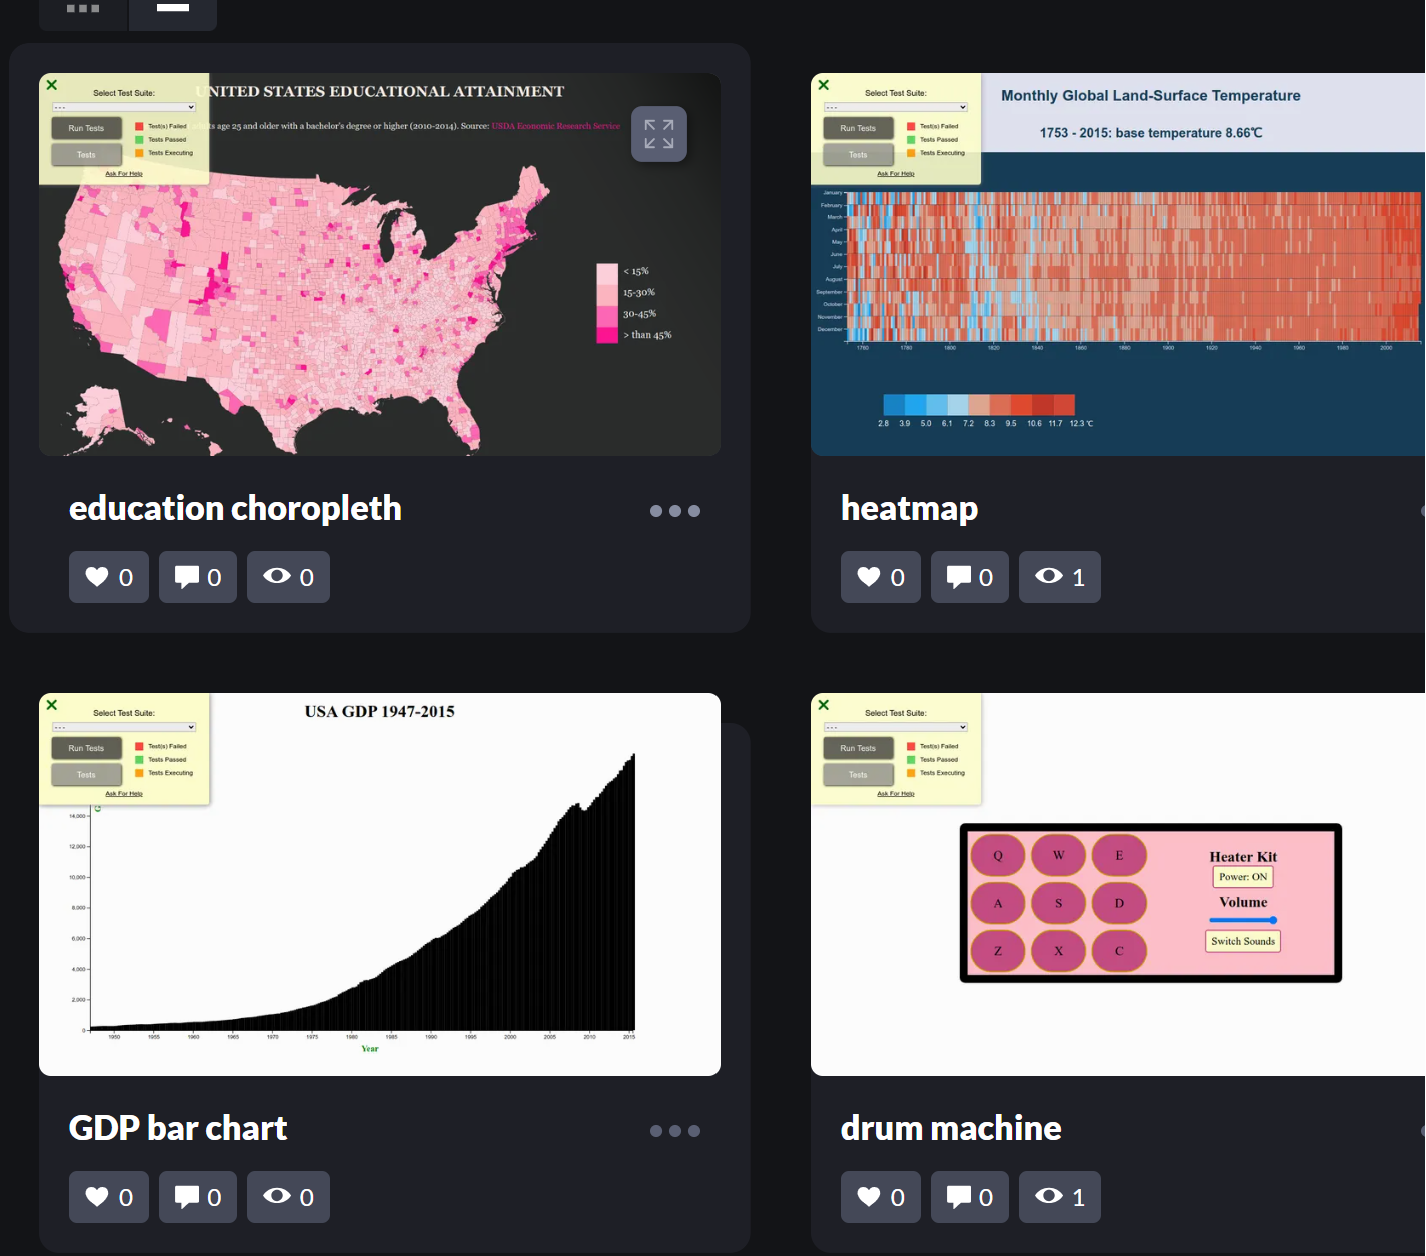 Select Test Suite:
UNITED STATES EDUCATIONAL ATTAINMENT
- - -
age 25 and older with a bachelor's degree or higher (2010-2014). Source: USDA Economic Research Service
Run Tests
Test(s) Failed
Tests Passed
Tests
Tests Executing
Ask For Help
< 15%
15-30%
30-45%
> than 45%
education choropleth
0
0
0
Select Test Suite:
Monthly Global Land-Surface Temperature
- - -
1753 - 2015: base temperature 8.66℃
Run Tests
Test(s) Failed
Tests Passed
Tests
Tests Executing
Ask For Help
January
February
March
April
May
June
July
August
September
October
November
December
1760 1780 1800 1820 1840 1860 1880 1900 1920 1940 1960 1980 2000
2.8 3.9 5.0 6.1 7.2 8.3 9.5 10.6 11.7 12.3 ℃
heatmap
0
0
1
Select Test Suite:
USA GDP 1947-2015
- - -
Run Tests
Test(s) Failed
Tests Passed
Tests
Tests Executing
Ask For Help
14,000
12,000
10,000
8,000
6,000
4,000
2,000
0
1950 1955 1960 1965 1970 1975 1980 1985 1990 1995 2000 2005 2010 2015
Year
GDP bar chart
0
0
0
Select Test Suite:
- - -
Run Tests
Test(s) Failed
Tests Passed
Tests
Tests Executing
Ask For Help
Q W E
A S D
Z X C
Heater Kit
Power: ON
Volume
Switch Sounds
drum machine
0
0
1